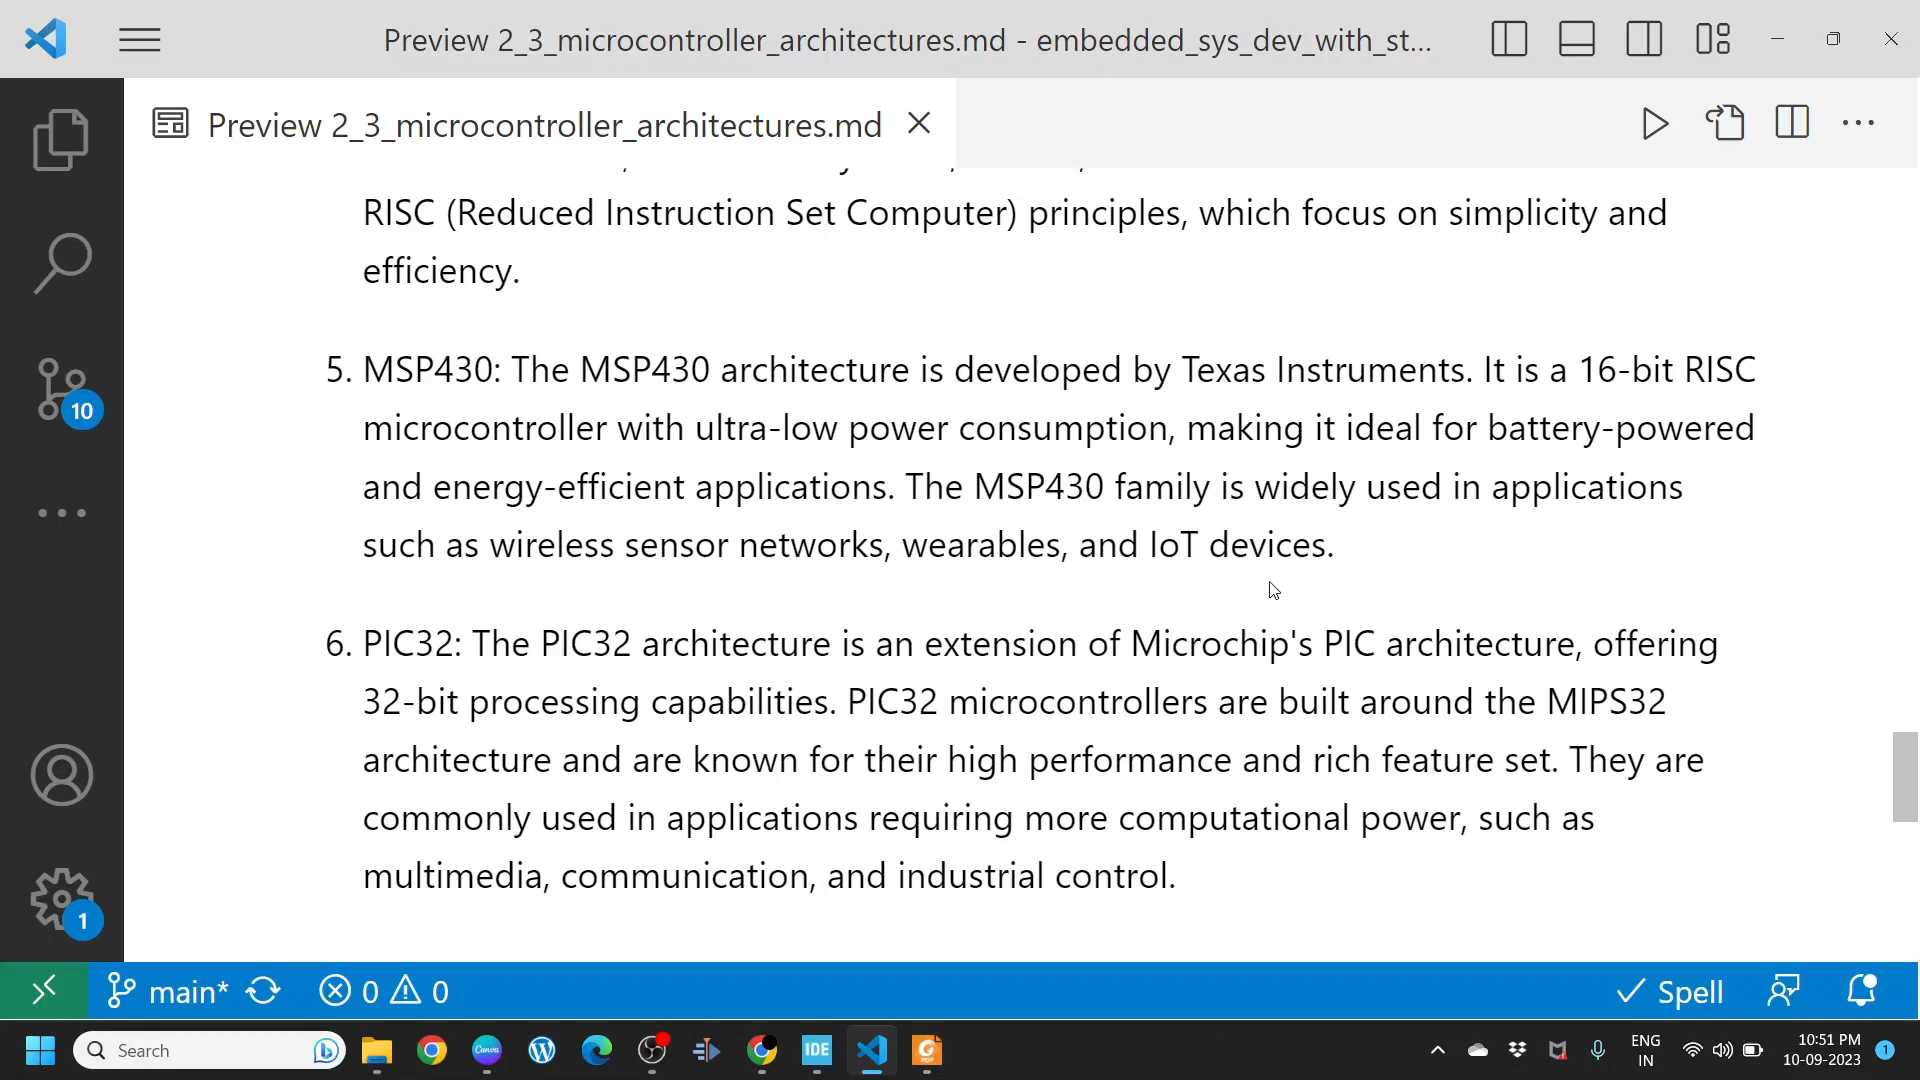 Preview 2_3_microcontroller_architectures.md - embedded_sys_dev_with_st...
Preview 2_3_microcontroller_architectures.md
RISC (Reduced Instruction Set Computer) principles, which focus on simplicity and
efficiency.
5. MSP430: The MSP430 architecture is developed by Texas Instruments. It is a 16-bit RISC
microcontroller with ultra-low power consumption, making it ideal for battery-powered
and energy-efficient applications. The MSP430 family is widely used in applications
such as wireless sensor networks, wearables, and IoT devices.
6. PIC32: The PIC32 architecture is an extension of Microchip's PIC architecture, offering
32-bit processing capabilities. PIC32 microcontrollers are built around the MIPS32
architecture and are known for their high performance and rich feature set. They are
commonly used in applications requiring more computational power, such as
multimedia, communication, and industrial control.
10
1
main* 0 0 Spell
Search Canva IDE PDF ENG 10:51 PM 1
IN 10-09-2023